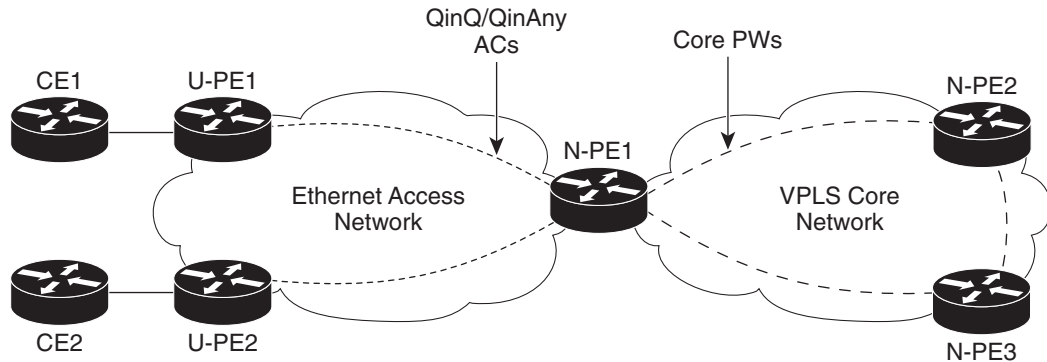 QinQ/QinAny
ACs
Core PWs
CE1
U-PE1
N-PE2
N-PE1
Ethernet Access
Network
VPLS Core
Network
CE2
U-PE2
N-PE3